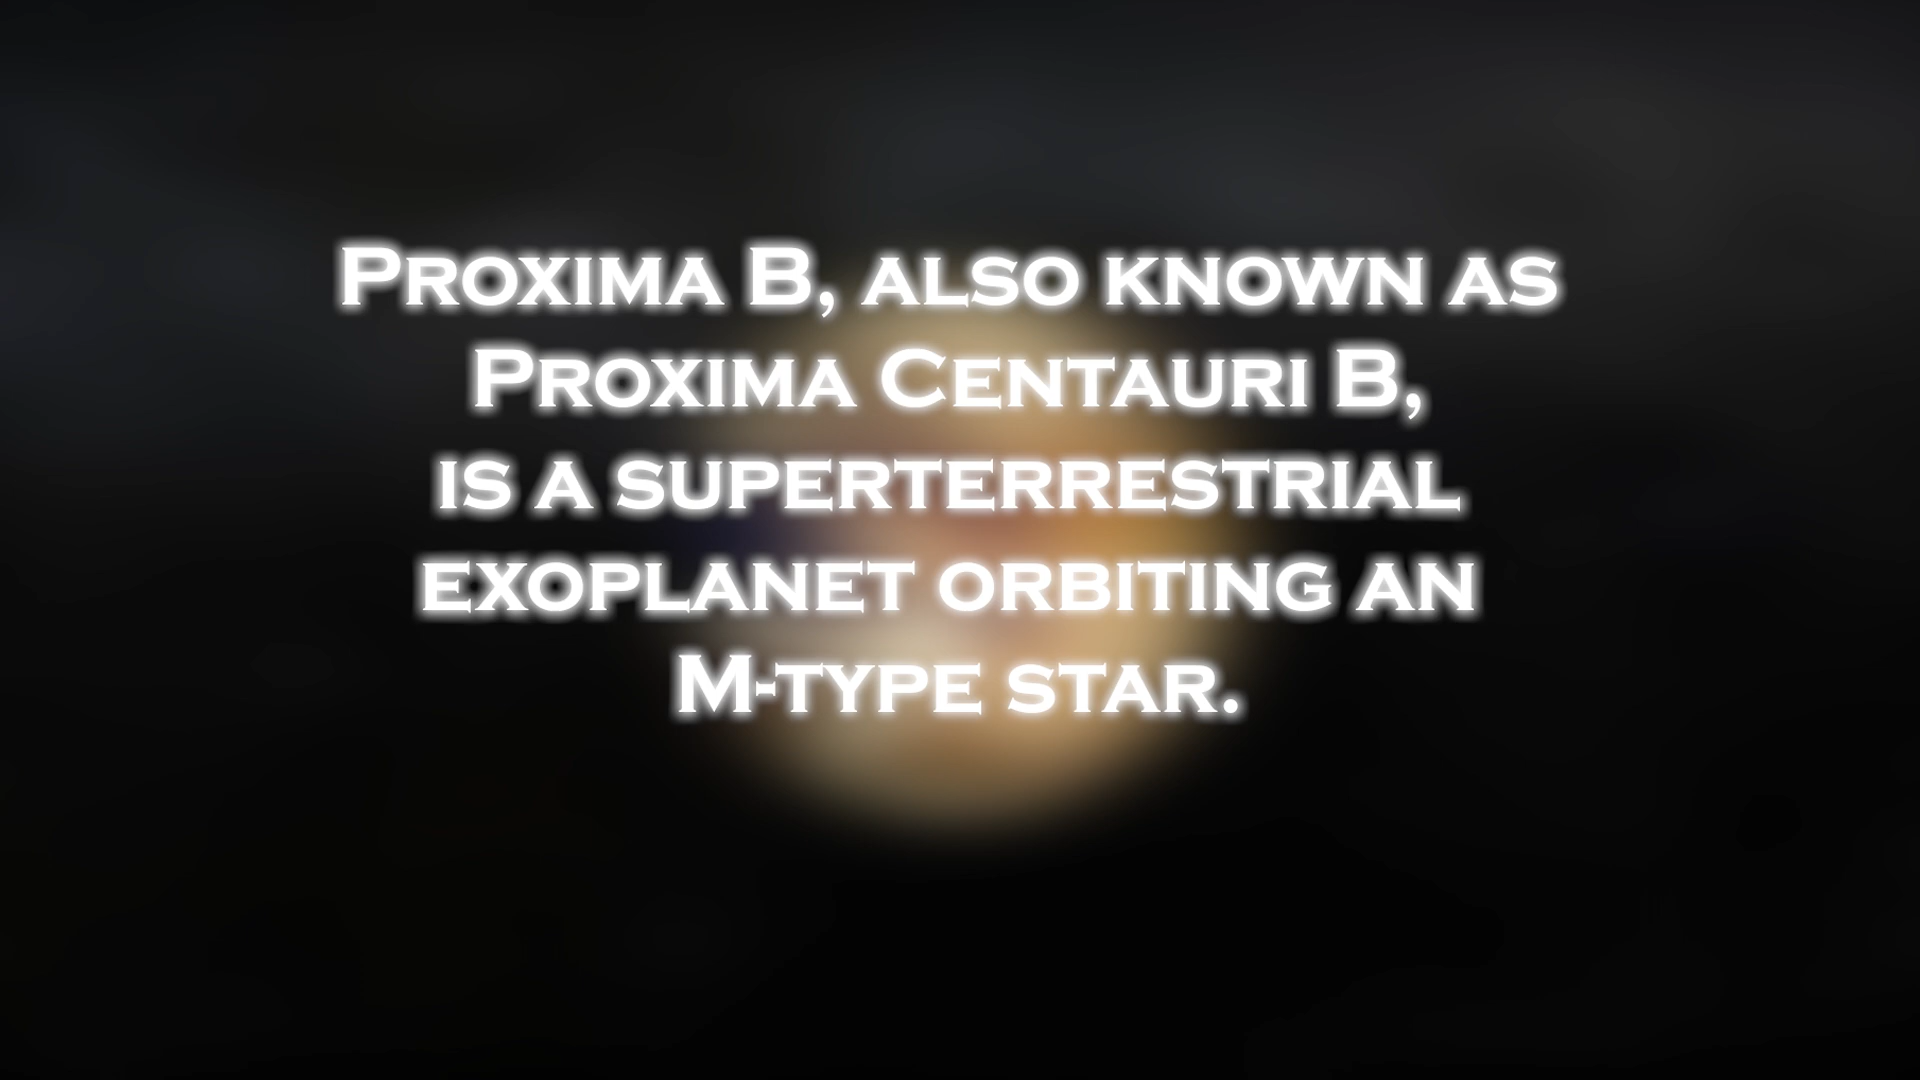 Proxima B, also known as
Proxima Centauri B,
is a superterrestrial
exoplanet orbiting an
M-type star.